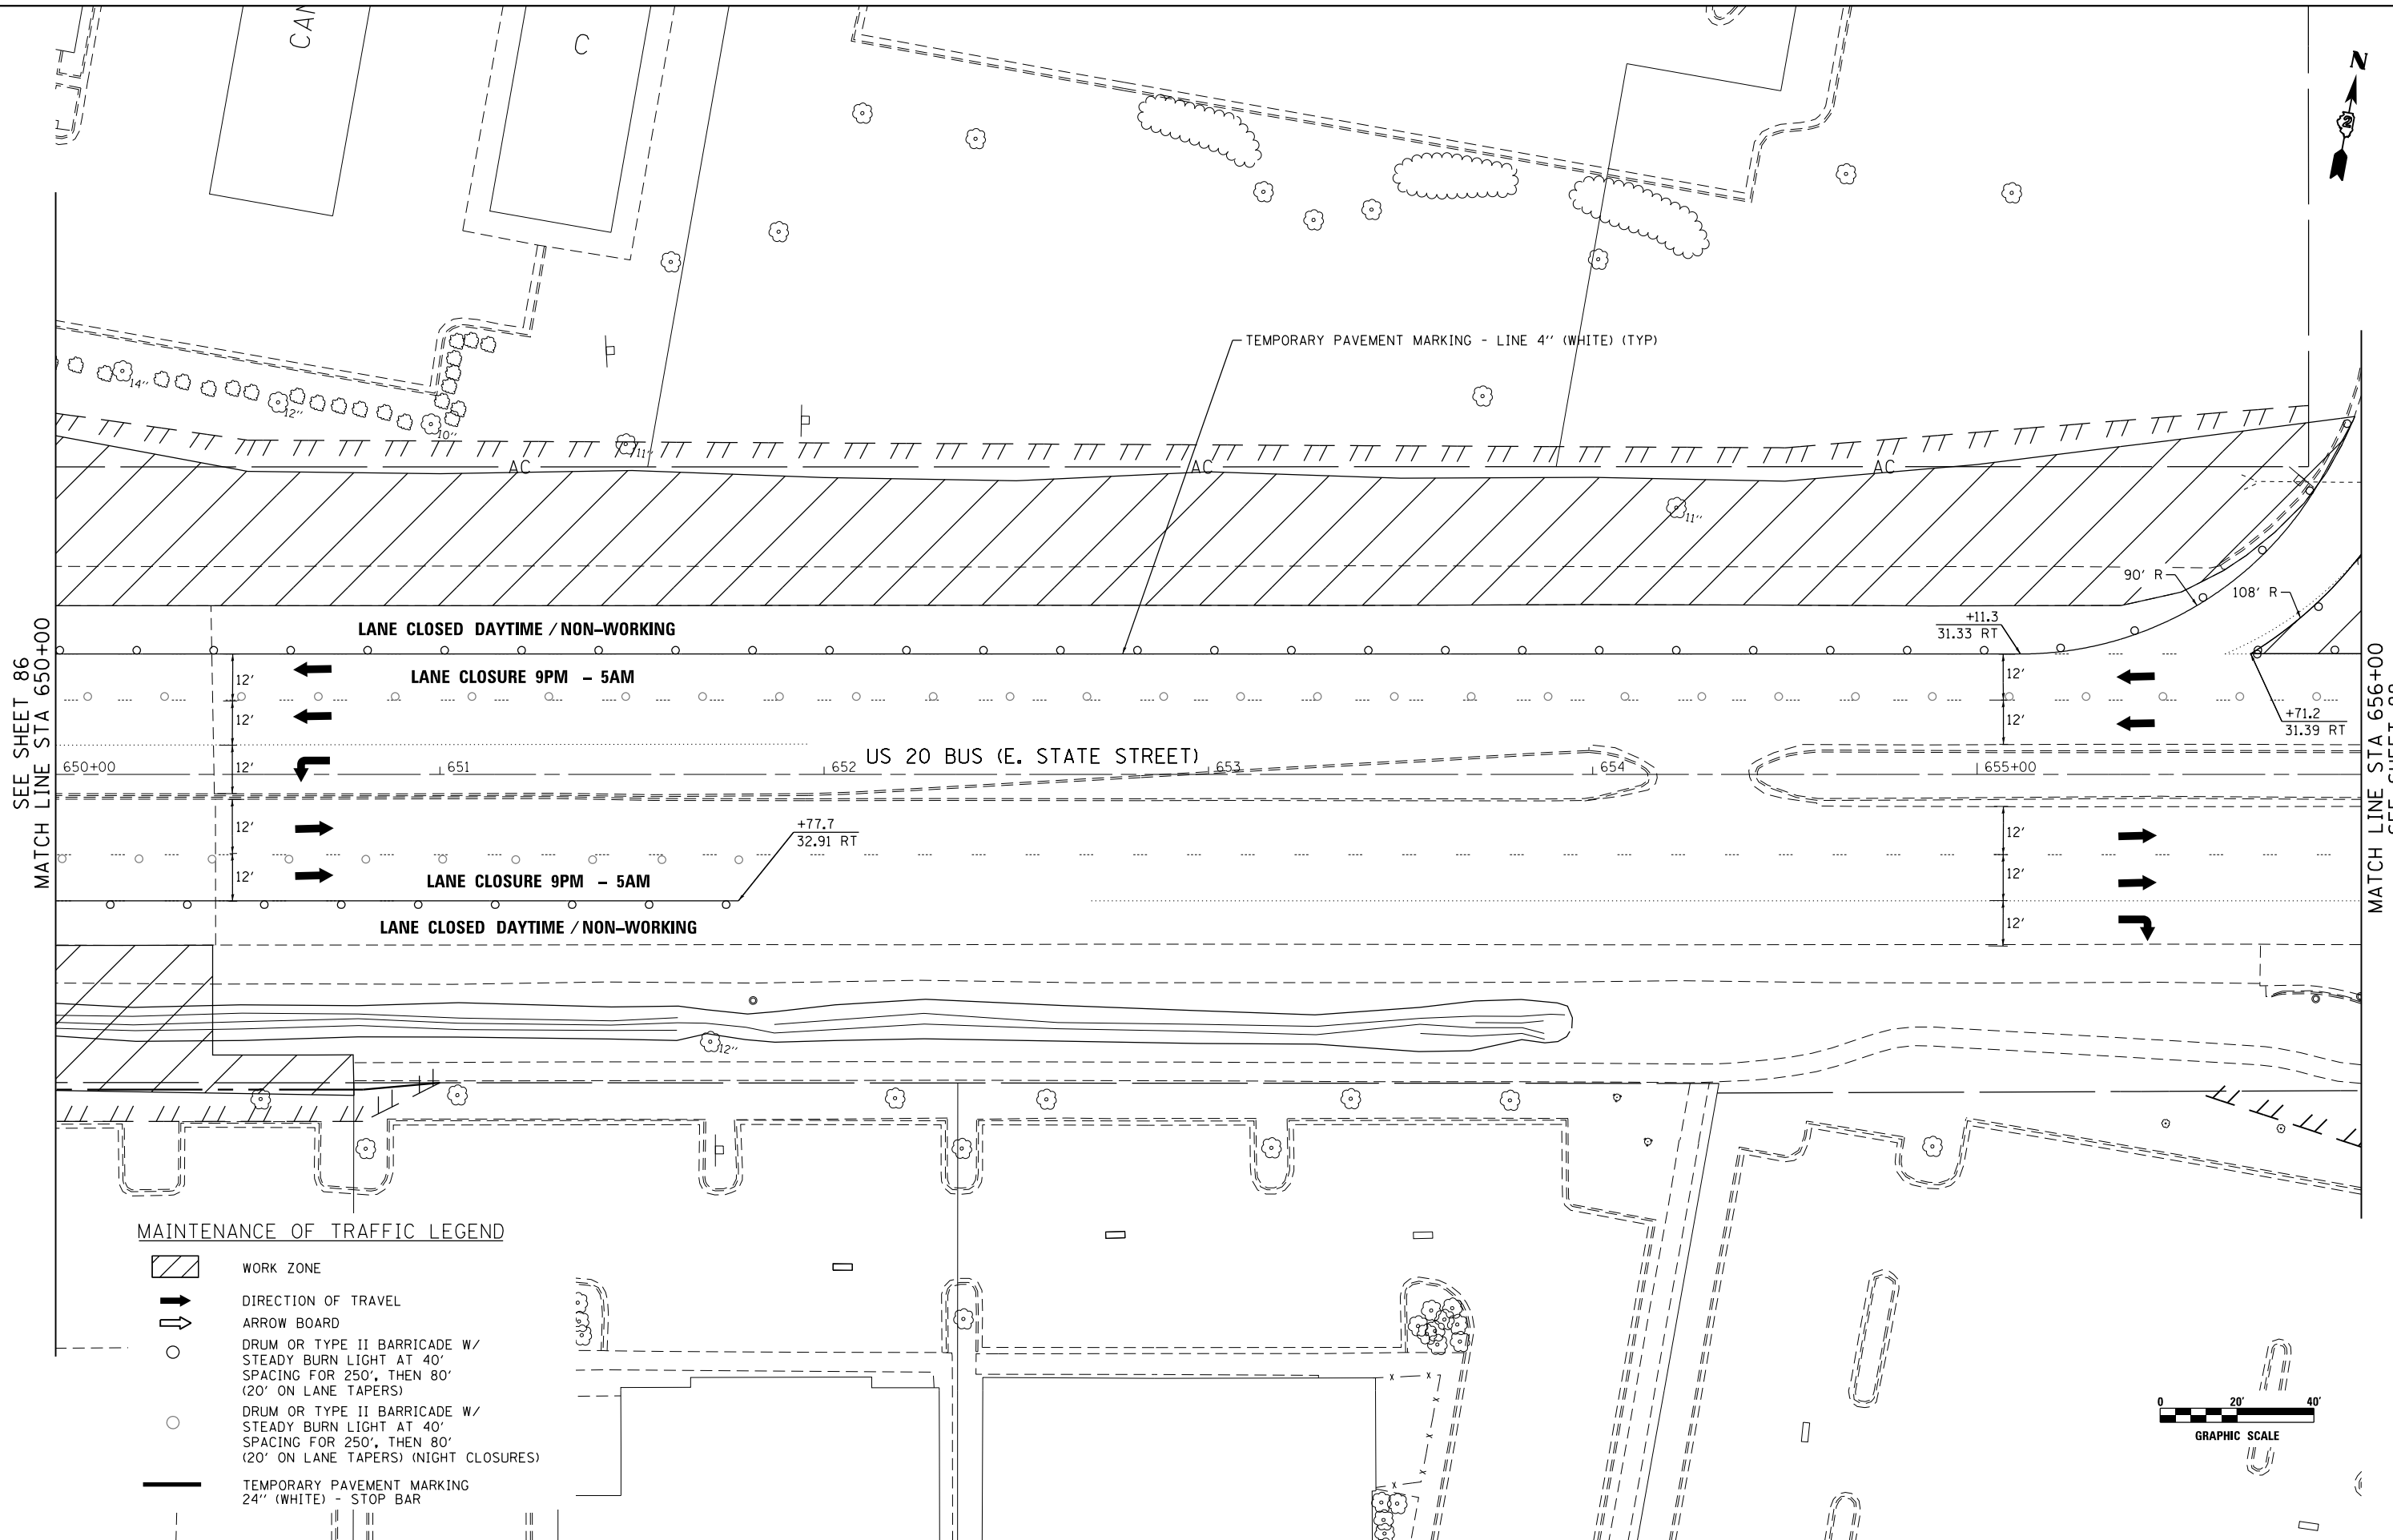 CAN
C
N
2
TEMPORARY PAVEMENT MARKING - LINE 4'' (WHITE) (TYP)
14''
12''
10''
11''
AC
AC
AC
11''
90' R
108' R
LANE CLOSED DAYTIME / NON-WORKING
+11.3
31.33 RT
SEE SHEET 86
MATCH LINE STA 650+00
MATCH LINE STA 656+00
12'
LANE CLOSURE 9PM - 5AM
12'
12'
12'
+71.2
31.39 RT
US 20 BUS (E. STATE STREET)
650+00
12'
651
652
653
654
655+00
12'
+77.7
32.91 RT
12'
12'
LANE CLOSURE 9PM - 5AM
12'
LANE CLOSED DAYTIME / NON-WORKING
12'
12''
MAINTENANCE OF TRAFFIC LEGEND
WORK ZONE
DIRECTION OF TRAVEL
ARROW BOARD
DRUM OR TYPE II BARRICADE W/
STEADY BURN LIGHT AT 40'
SPACING FOR 250', THEN 80'
(20' ON LANE TAPERS)
DRUM OR TYPE II BARRICADE W/
STEADY BURN LIGHT AT 40'
SPACING FOR 250', THEN 80'
(20' ON LANE TAPERS) (NIGHT CLOSURES)
TEMPORARY PAVEMENT MARKING
24'' (WHITE) - STOP BAR
0 20' 40'
GRAPHIC SCALE